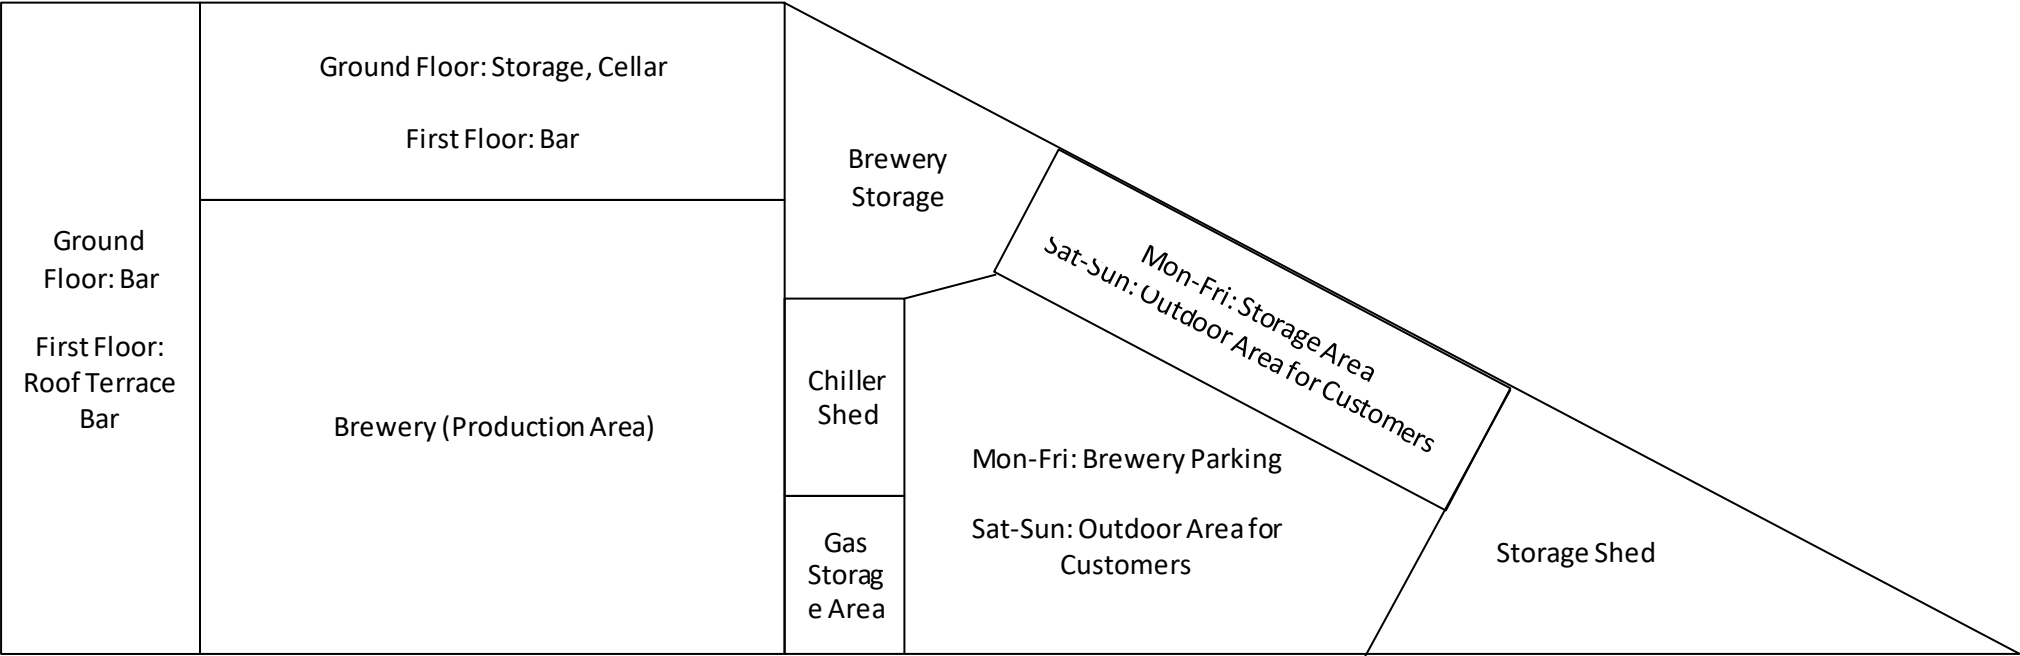 Ground Floor: Storage, Cellar
First Floor: Bar
Ground
Floor: Bar
First Floor:
Roof Terrace
Bar
Brewery (Production Area)
Brewery
Storage
Chiller
Shed
Gas
Storag
e Area
Mon-Fri: Storage Area
Sat-Sun: Outdoor Area for Customers
Mon-Fri: Brewery Parking
Sat-Sun: Outdoor Area for
Customers
Storage Shed